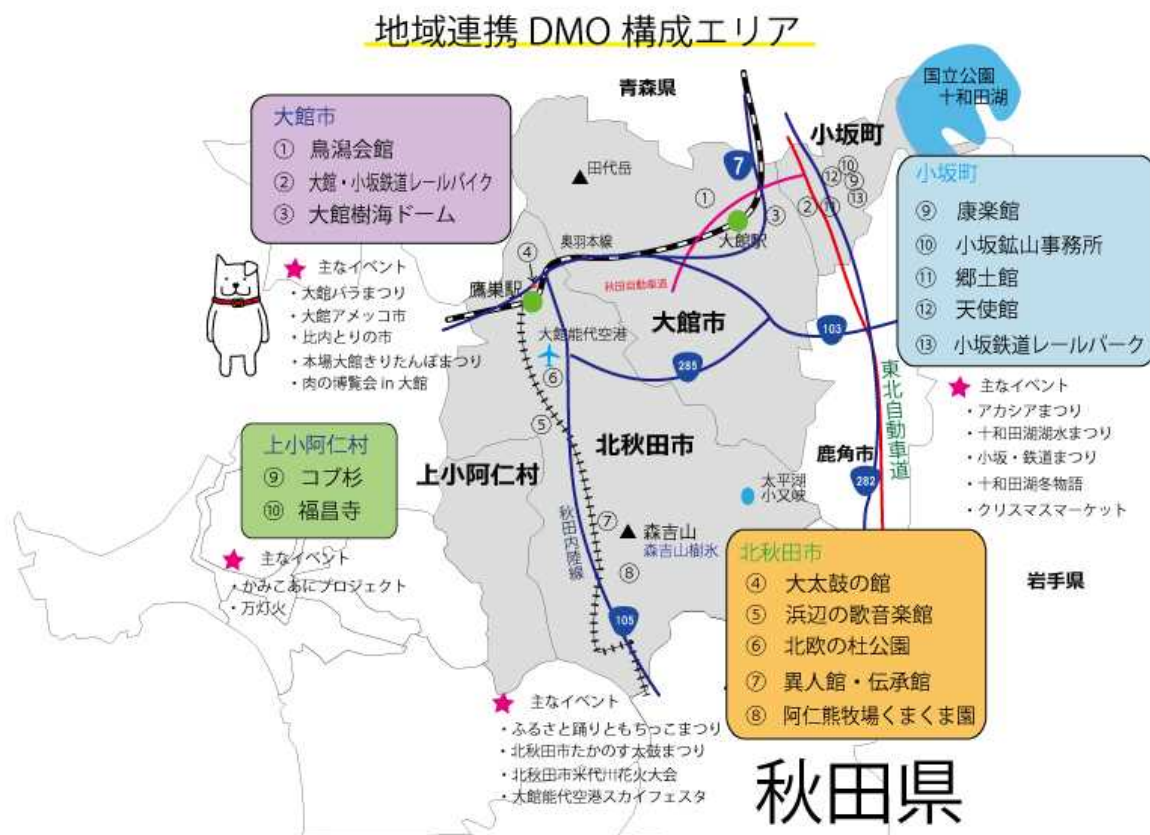 地域連携 DMO 構成エリア
青森県
国立公園
十和田湖
小坂町
大館市
① 鳥潟会館
② 大館・小坂鉄道レールバイク
③ 大館樹海ドーム
田代岳
7
①
③
②
⑪
⑫
⑩
⑨
⑬
大館駅
奥羽本線
④
鷹巣駅
秋田自動車道
大館市
大館能代空港
⑥
285
103
小坂町
⑨ 康楽館
⑩ 小坂鉱山事務所
⑪ 郷土館
⑫ 天使館
⑬ 小坂鉄道レールパーク
主なイベント
・大館バラまつり
・大館アメッコ市
・比内とりの市
・本場大館きりたんぽまつり
・肉の博覧会 in 大館
主なイベント
・アカシアまつり
・十和田湖湖水まつり
・小坂・鉄道まつり
・十和田湖冬物語
・クリスマスマーケット
東北自動車道
鹿角市
282
⑤
北秋田市
上小阿仁村
太平湖
小又峡
上小阿仁村
⑨ コブ杉
⑩ 福昌寺
主なイベント
・かみこあにプロジェクト
・万灯火
秋田内陸線
⑦
森吉山
森吉山樹氷
⑧
105
岩手県
北秋田市
④ 大太鼓の館
⑤ 浜辺の歌音楽館
⑥ 北欧の杜公園
⑦ 異人館・伝承館
⑧ 阿仁熊牧場くまくま園
主なイベント
・ふるさと踊りともちっこまつり
・北秋田市たかのす太鼓まつり
・北秋田市米代川花火大会
・大館能代空港スカイフェスタ
秋田県